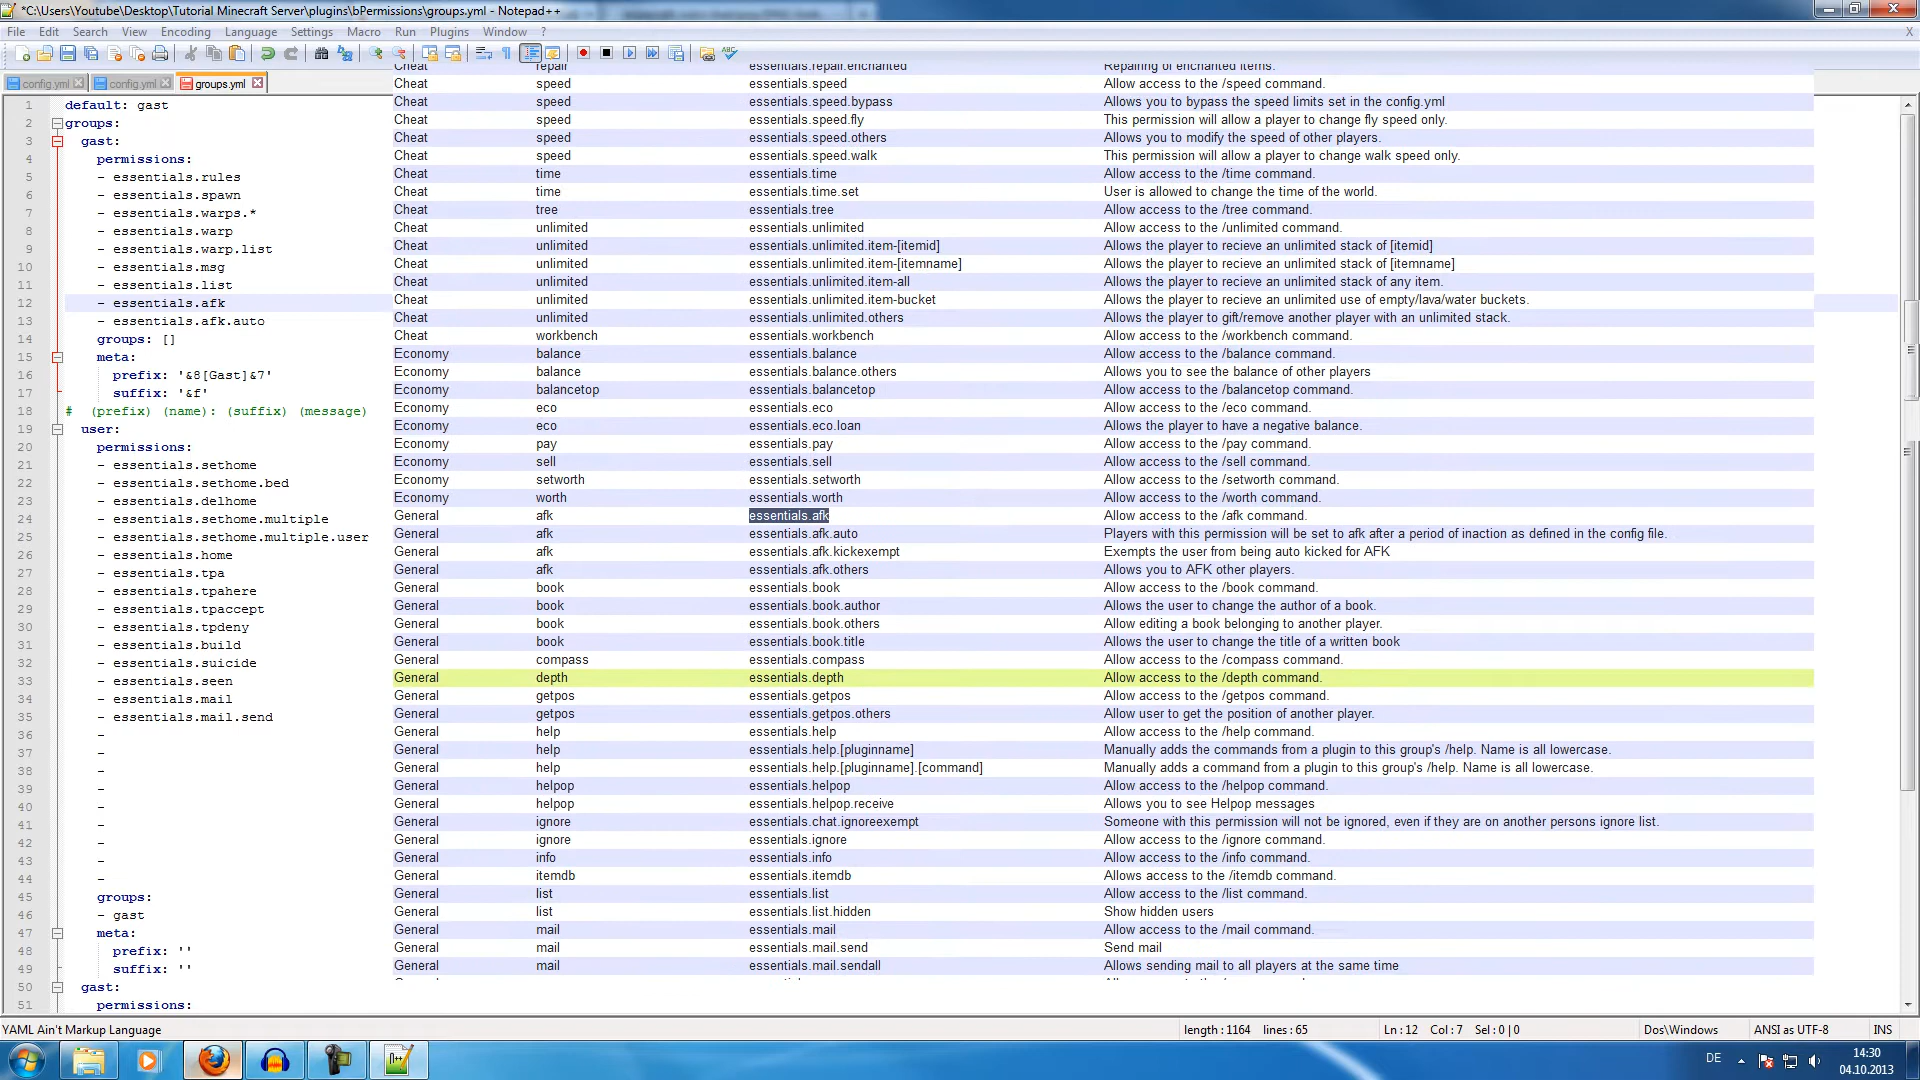 *C:\Users\Youtube\Desktop\Tutorial Minecraft Server\plugins\bPermissions\groups.yml - Notepad++
File Edit Search View Encoding Language Settings Macro Run Plugins Window ? X
config.yml config.yml groups.yml
1 default: gast
2 groups:
3 gast:
4 permissions:
5 - essentials.rules
6 - essentials.spawn
7 - essentials.warps.*
8 - essentials.warp
9 - essentials.warp.list
10 - essentials.msg
11 - essentials.list
12 - essentials.afk
13 - essentials.afk.auto
14 groups: []
15 meta:
16 prefix: '&8[Gast]&7'
17 suffix: '&f'
18 # (prefix) (name): (suffix) (message)
19 user:
20 permissions:
21 - essentials.sethome
22 - essentials.sethome.bed
23 - essentials.delhome
24 - essentials.sethome.multiple
25 - essentials.sethome.multiple.user
26 - essentials.home
27 - essentials.tpa
28 - essentials.tpahere
29 - essentials.tpaccept
30 - essentials.tpdeny
31 - essentials.build
32 - essentials.suicide
33 - essentials.seen
34 - essentials.mail
35 - essentials.mail.send
36 -
37 -
38 -
39 -
40 -
41 -
42 -
43 -
44 -
45 groups:
46 - gast
47 meta:
48 prefix: ''
49 suffix: ''
50 gast:
51 permissions:
Cheat repair essentials.repair.enchanted Repairing of enchanted items.
Cheat speed essentials.speed Allow access to the /speed command.
Cheat speed essentials.speed.bypass Allows you to bypass the speed limits set in the config.yml
Cheat speed essentials.speed.fly This permission will allow a player to change fly speed only.
Cheat speed essentials.speed.others Allows you to modify the speed of other players.
Cheat speed essentials.speed.walk This permission will allow a player to change walk speed only.
Cheat time essentials.time Allow access to the /time command.
Cheat time essentials.time.set User is allowed to change the time of the world.
Cheat tree essentials.tree Allow access to the /tree command.
Cheat unlimited essentials.unlimited Allow access to the /unlimited command.
Cheat unlimited essentials.unlimited.item-[itemid] Allows the player to recieve an unlimited stack of [itemid]
Cheat unlimited essentials.unlimited.item-[itemname] Allows the player to recieve an unlimited stack of [itemname]
Cheat unlimited essentials.unlimited.item-all Allows the player to recieve an unlimited stack of any item.
Cheat unlimited essentials.unlimited.item-bucket Allows the player to recieve an unlimited use of empty/lava/water buckets.
Cheat unlimited essentials.unlimited.others Allows the player to gift/remove another player with an unlimited stack.
Cheat workbench essentials.workbench Allow access to the /workbench command.
Economy balance essentials.balance Allow access to the /balance command.
Economy balance essentials.balance.others Allows you to see the balance of other players
Economy balancetop essentials.balancetop Allow access to the /balancetop command.
Economy eco essentials.eco Allow access to the /eco command.
Economy eco essentials.eco.loan Allows the player to have a negative balance.
Economy pay essentials.pay Allow access to the /pay command.
Economy sell essentials.sell Allow access to the /sell command.
Economy setworth essentials.setworth Allow access to the /setworth command.
Economy worth essentials.worth Allow access to the /worth command.
General afk essentials.afk Allow access to the /afk command.
General afk essentials.afk.auto Players with this permission will be set to afk after a period of inaction as defined in the config file.
General afk essentials.afk.kickexempt Exempts the user from being auto kicked for AFK
General afk essentials.afk.others Allows you to AFK other players.
General book essentials.book Allow access to the /book command.
General book essentials.book.author Allows the user to change the author of a book.
General book essentials.book.others Allow editing a book belonging to another player.
General book essentials.book.title Allows the user to change the title of a written book
General compass essentials.compass Allow access to the /compass command.
General depth essentials.depth Allow access to the /depth command.
General getpos essentials.getpos Allow access to the /getpos command.
General getpos essentials.getpos.others Allow user to get the position of another player.
General help essentials.help Allow access to the /help command.
General help essentials.help.[pluginname] Manually adds the commands from a plugin to this group's /help. Name is all lowercase.
General help essentials.help.[pluginname].[command] Manually adds a command from a plugin to this group's /help. Name is all lowercase.
General helpop essentials.helpop Allow access to the /helpop command.
General helpop essentials.helpop.receive Allows you to see Helpop messages
General ignore essentials.chat.ignoreexempt Someone with this permission will not be ignored, even if they are on another persons ignore list.
General ignore essentials.ignore Allow access to the /ignore command.
General info essentials.info Allow access to the /info command.
General itemdb essentials.itemdb Allows access to the /itemdb command.
General list essentials.list Allow access to the /list command.
General list essentials.list.hidden Show hidden users
General mail essentials.mail Allow access to the /mail command.
General mail essentials.mail.send Send mail
General mail essentials.mail.sendall Allows sending mail to all players at the same time
YAML Ain't Markup Language length : 1164 lines : 65 Ln : 12 Col : 7 Sel : 0 | 0 Dos\Windows ANSI as UTF-8 INS
DE 14:30
04.10.2013